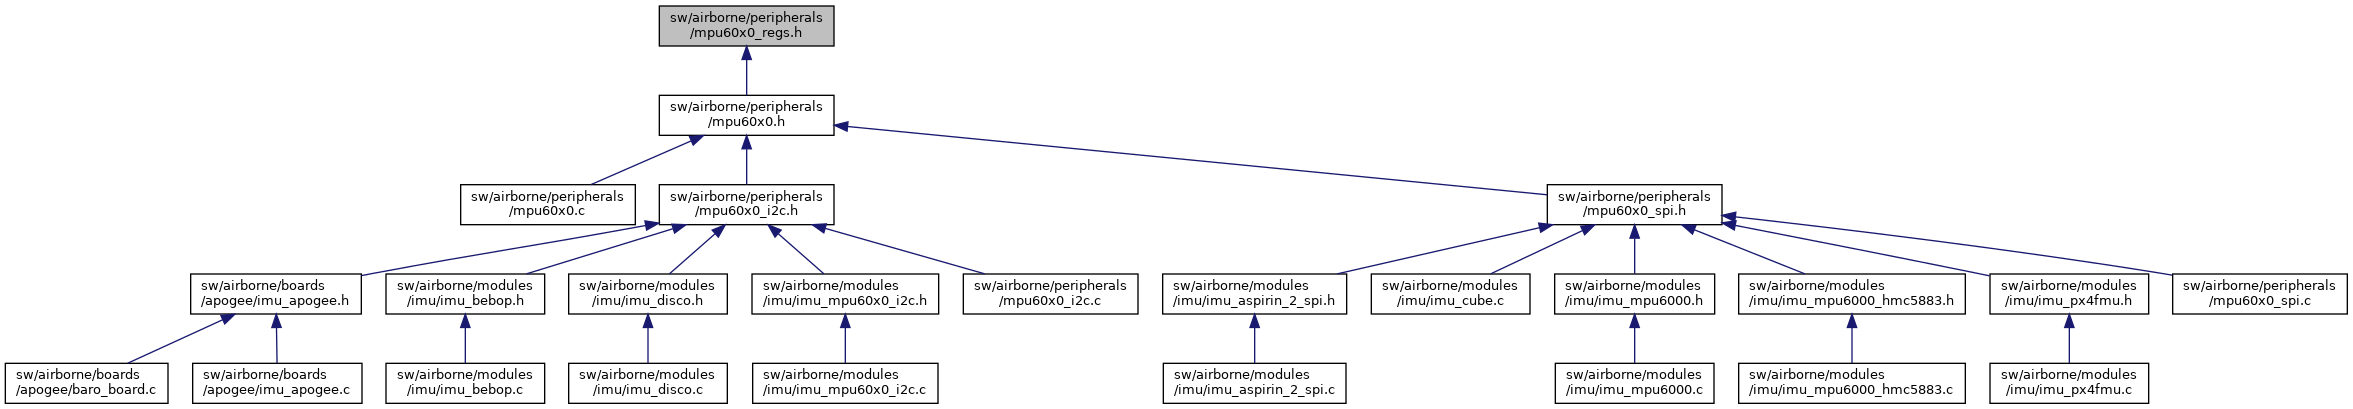 sw/airborne/peripherals
/mpu60x0_regs.h
sw/airborne/peripherals
/mpu60x0.h
sw/airborne/peripherals
/mpu60x0.c
sw/airborne/peripherals
/mpu60x0_i2c.h
sw/airborne/peripherals
/mpu60x0_spi.h
sw/airborne/boards
/apogee/imu_apogee.h
sw/airborne/modules
/imu/imu_bebop.h
sw/airborne/modules
/imu/imu_disco.h
sw/airborne/modules
/imu/imu_mpu60x0_i2c.h
sw/airborne/peripherals
/mpu60x0_i2c.c
sw/airborne/modules
/imu/imu_aspirin_2_spi.h
sw/airborne/modules
/imu/imu_cube.c
sw/airborne/modules
/imu/imu_mpu6000.h
sw/airborne/modules
/imu/imu_mpu6000_hmc5883.h
sw/airborne/modules
/imu/imu_px4fmu.h
sw/airborne/peripherals
/mpu60x0_spi.c
sw/airborne/boards
/apogee/baro_board.c
sw/airborne/boards
/apogee/imu_apogee.c
sw/airborne/modules
/imu/imu_bebop.c
sw/airborne/modules
/imu/imu_disco.c
sw/airborne/modules
/imu/imu_mpu60x0_i2c.c
sw/airborne/modules
/imu/imu_aspirin_2_spi.c
sw/airborne/modules
/imu/imu_mpu6000.c
sw/airborne/modules
/imu/imu_mpu6000_hmc5883.c
sw/airborne/modules
/imu/imu_px4fmu.c